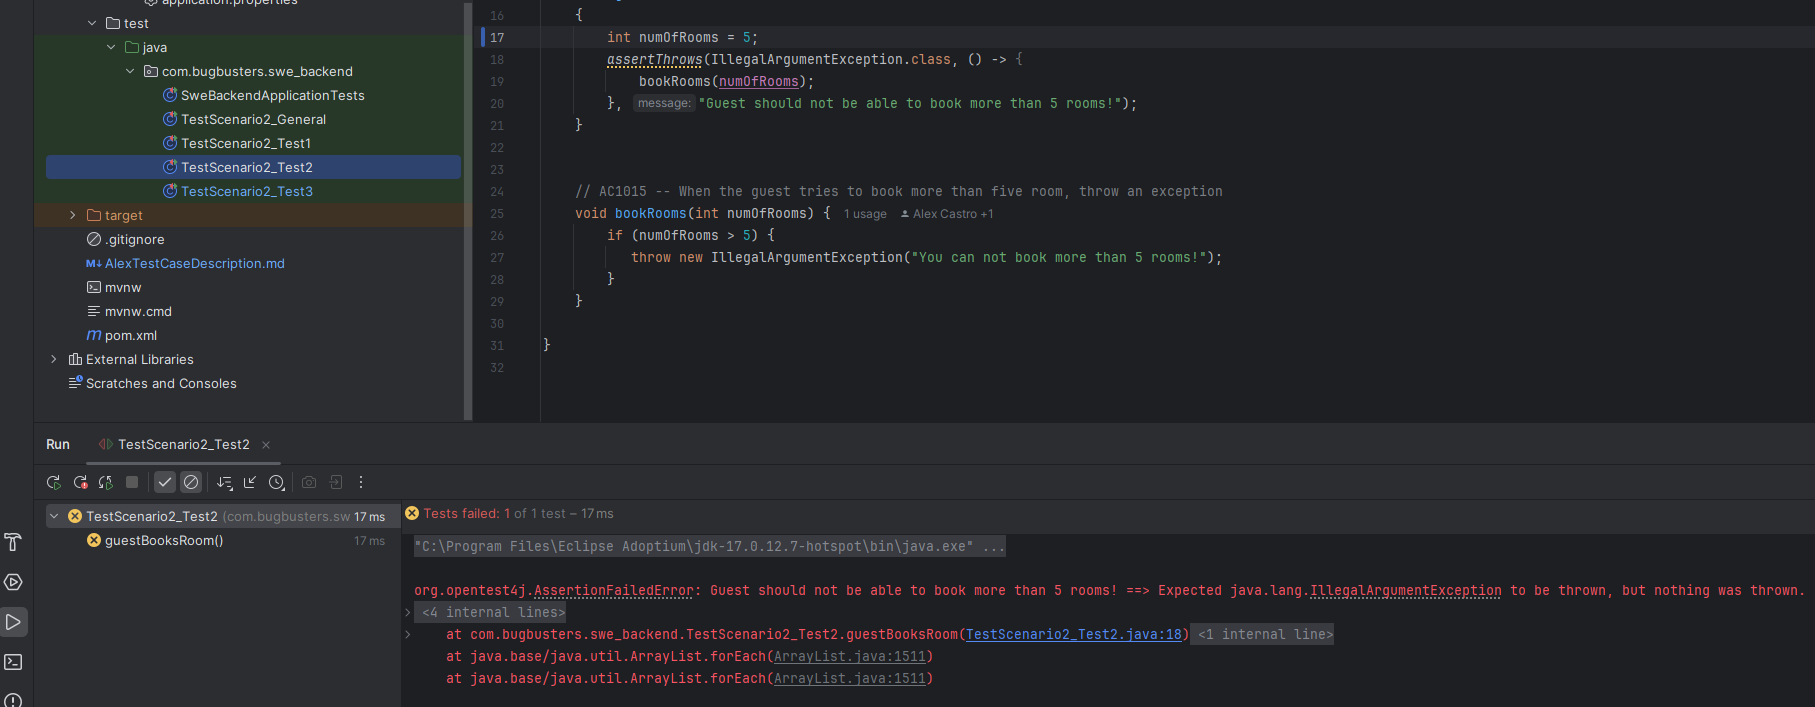 application.properties
test
java
com.bugbusters.swe_backend
SweBackendApplicationTests
TestScenario2_General
TestScenario2_Test1
TestScenario2_Test2
TestScenario2_Test3
target
.gitignore
M↓ AlexTestCaseDescription.md
mvnw
mvnw.cmd
m pom.xml
External Libraries
Scratches and Consoles
16 {
17 int numOfRooms = 5;
18 assertThrows(IllegalArgumentException.class, () -> {
19 bookRooms(numOfRooms);
20 }, message: "Guest should not be able to book more than 5 rooms!");
21 }
22
23
24 // AC1015 -- When the guest tries to book more than five room, throw an exception
25 void bookRooms(int numOfRooms) { 1 usage Alex Castro +1
26 if (numOfRooms > 5) {
27 throw new IllegalArgumentException("You can not book more than 5 rooms!");
28 }
29 }
30
31 }
32
Run TestScenario2_Test2 ×
TestScenario2_Test2 (com.bugbusters.sw 17 ms
guestBooksRoom() 17 ms
Tests failed: 1 of 1 test – 17 ms
"C:\Program Files\Eclipse Adoptium\jdk-17.0.12.7-hotspot\bin\java.exe" ...
org.opentest4j.AssertionFailedError: Guest should not be able to book more than 5 rooms! ==> Expected java.lang.IllegalArgumentException to be thrown, but nothing was thrown.
<4 internal lines>
at com.bugbusters.swe_backend.TestScenario2_Test2.guestBooksRoom(TestScenario2_Test2.java:18) <1 internal line>
at java.base/java.util.ArrayList.forEach(ArrayList.java:1511)
at java.base/java.util.ArrayList.forEach(ArrayList.java:1511)